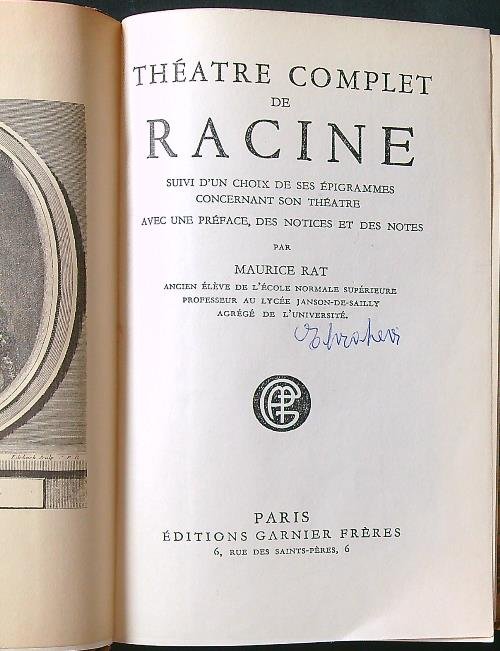 THÉATRE COMPLET
DE
RACINE
SUIVI D'UN CHOIX DE SES ÉPIGRAMMES
CONCERNANT SON THÉATRE
AVEC UNE PRÉFACE, DES NOTICES ET DES NOTES
PAR
MAURICE RAT
ANCIEN ÉLÈVE DE L'ÉCOLE NORMALE SUPÉRIEURE
PROFESSEUR AU LYCÉE JANSON-DE-SAILLY
AGRÉGÉ DE L'UNIVERSITÉ.
PARIS
ÉDITIONS GARNIER FRÈRES
6, RUE DES SAINTS-PÈRES, 6